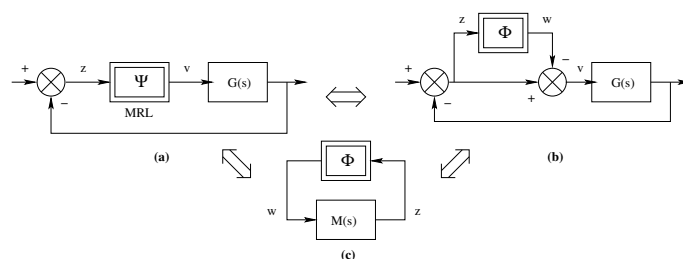 z w
Φ
+ z Ψ v G(s)
−
MRL
(a)
+ − + − v G(s)
(b)
Φ
w M(s) z
(c)